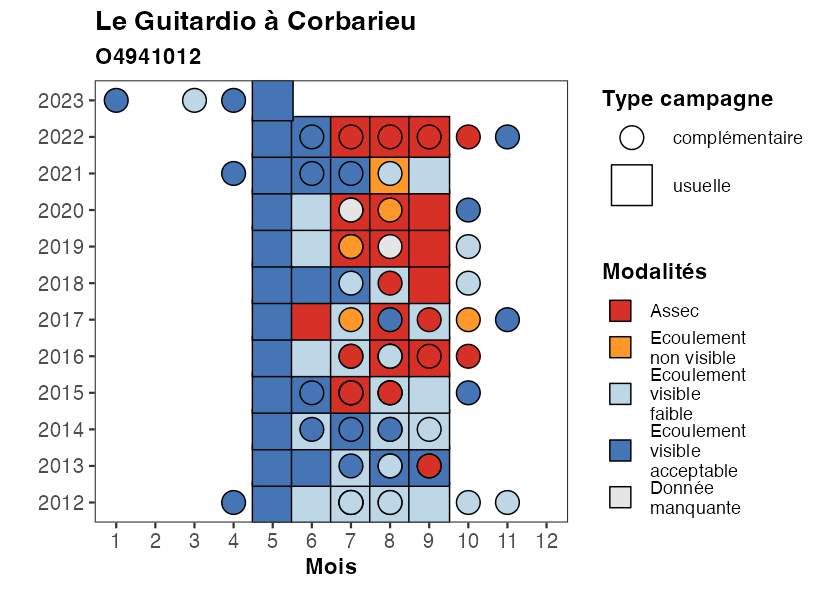 Le Guitardio à Corbarieu
O4941012
2023
2022
2021
2020
2019
2018
2017
2016
2015
2014
2013
2012
1 2 3 4 5 6 7 8 9 10 11 12
Mois
Type campagne
complémentaire
usuelle
Modalités
Assec
Ecoulement
non visible
Ecoulement
visible
faible
Ecoulement
visible
acceptable
Donnée
manquante